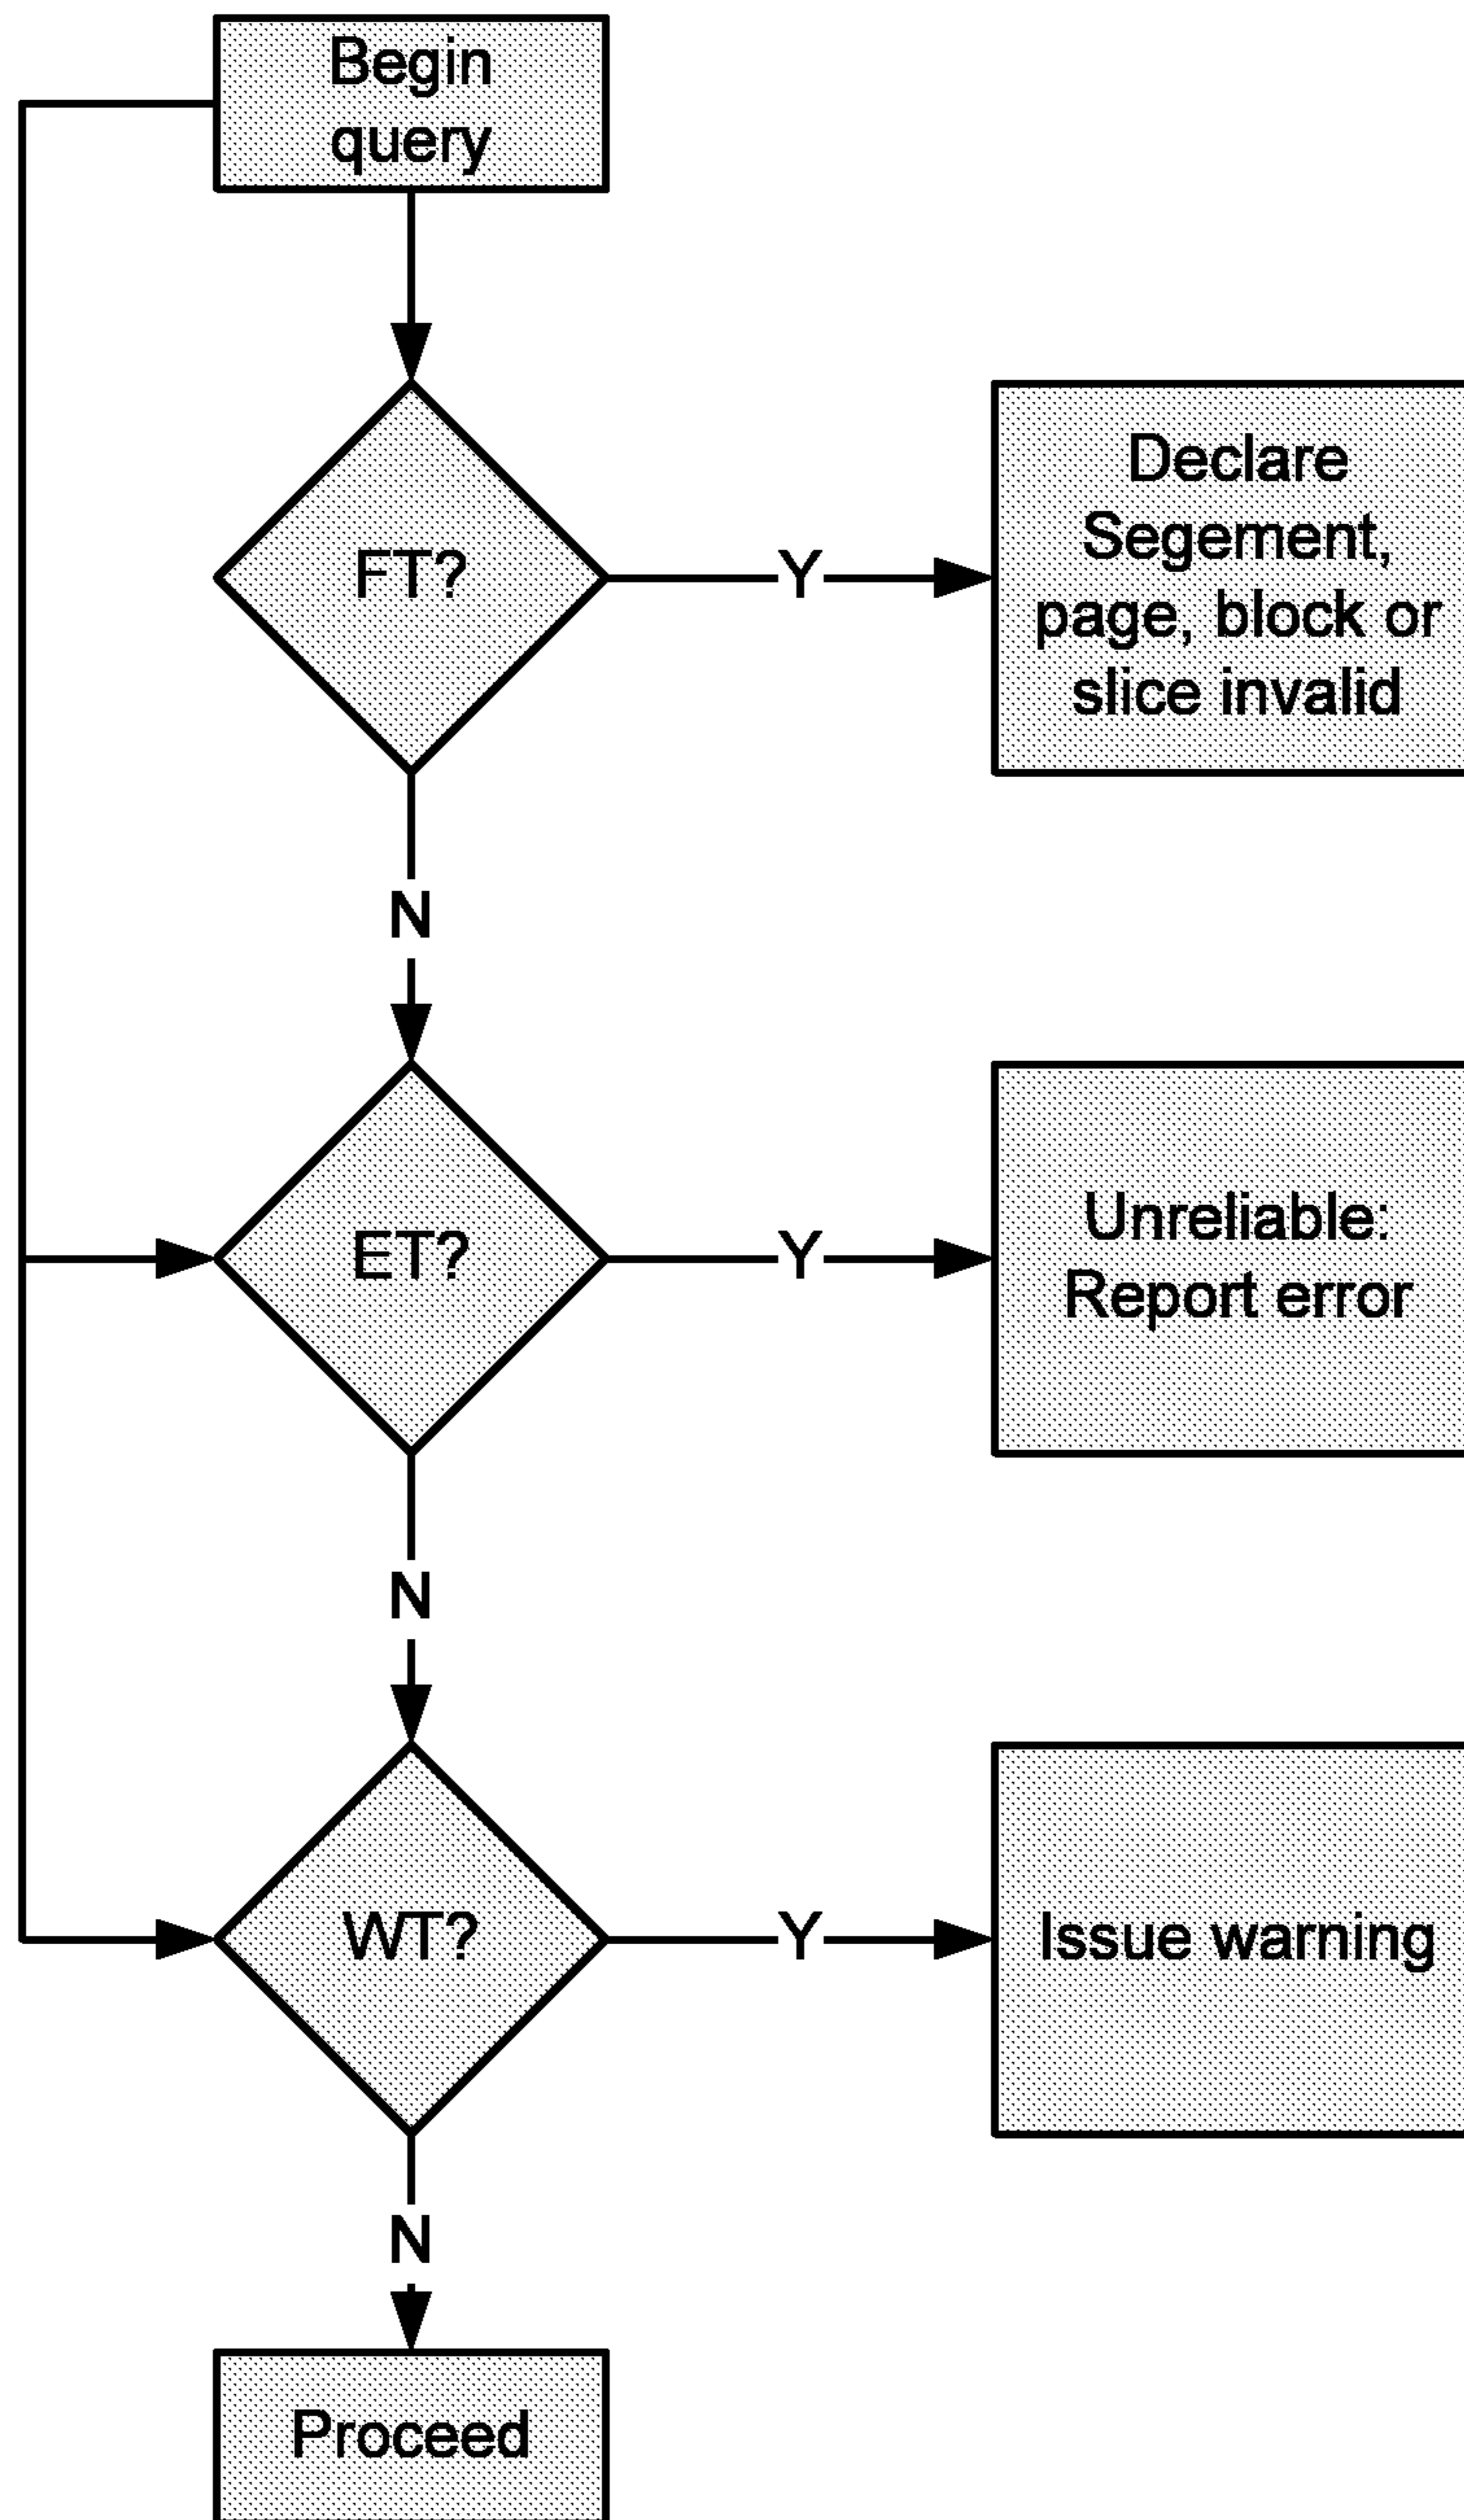 Begin
query
FT?
Y
Declare
Segement,
page, block or
slice invalid
N
ET?
Y
Unreliable:
Report error
N
WT?
Y
Issue warning
N
Proceed